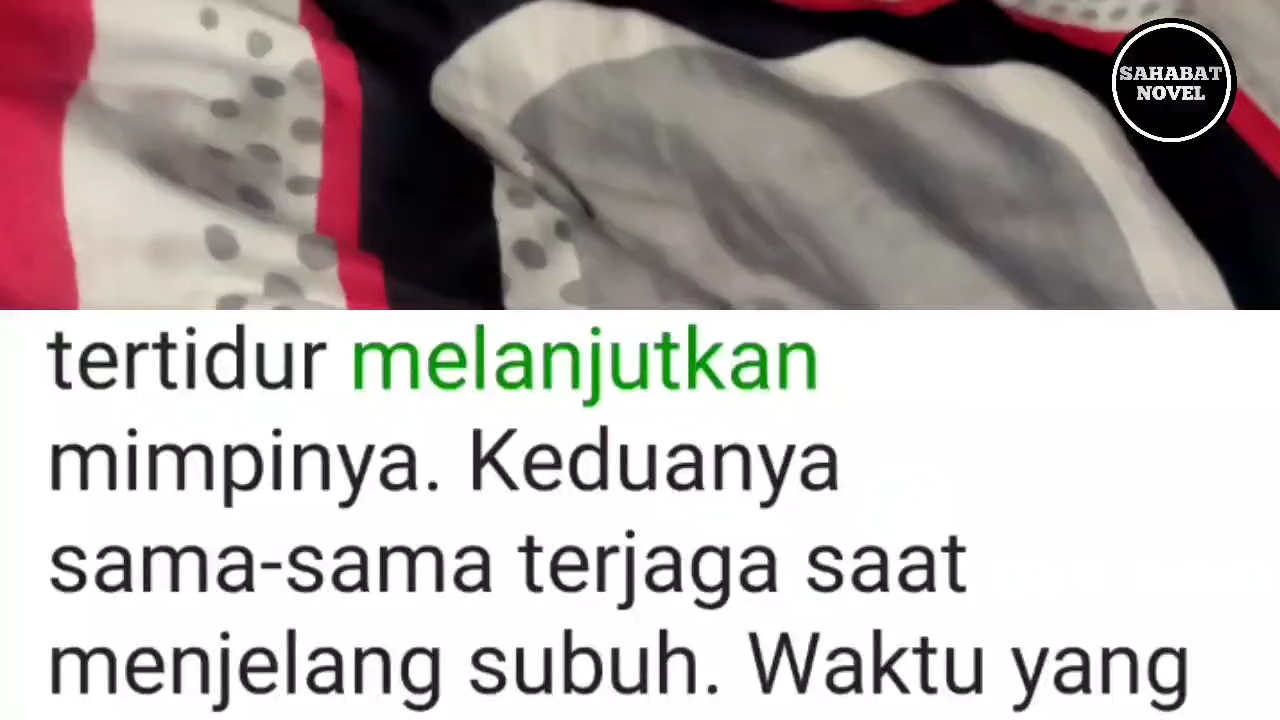 SAHABAT
NOVEL
tertidur melanjutkan
mimpinya. Keduanya
sama-sama terjaga saat
menjelang subuh. Waktu yang